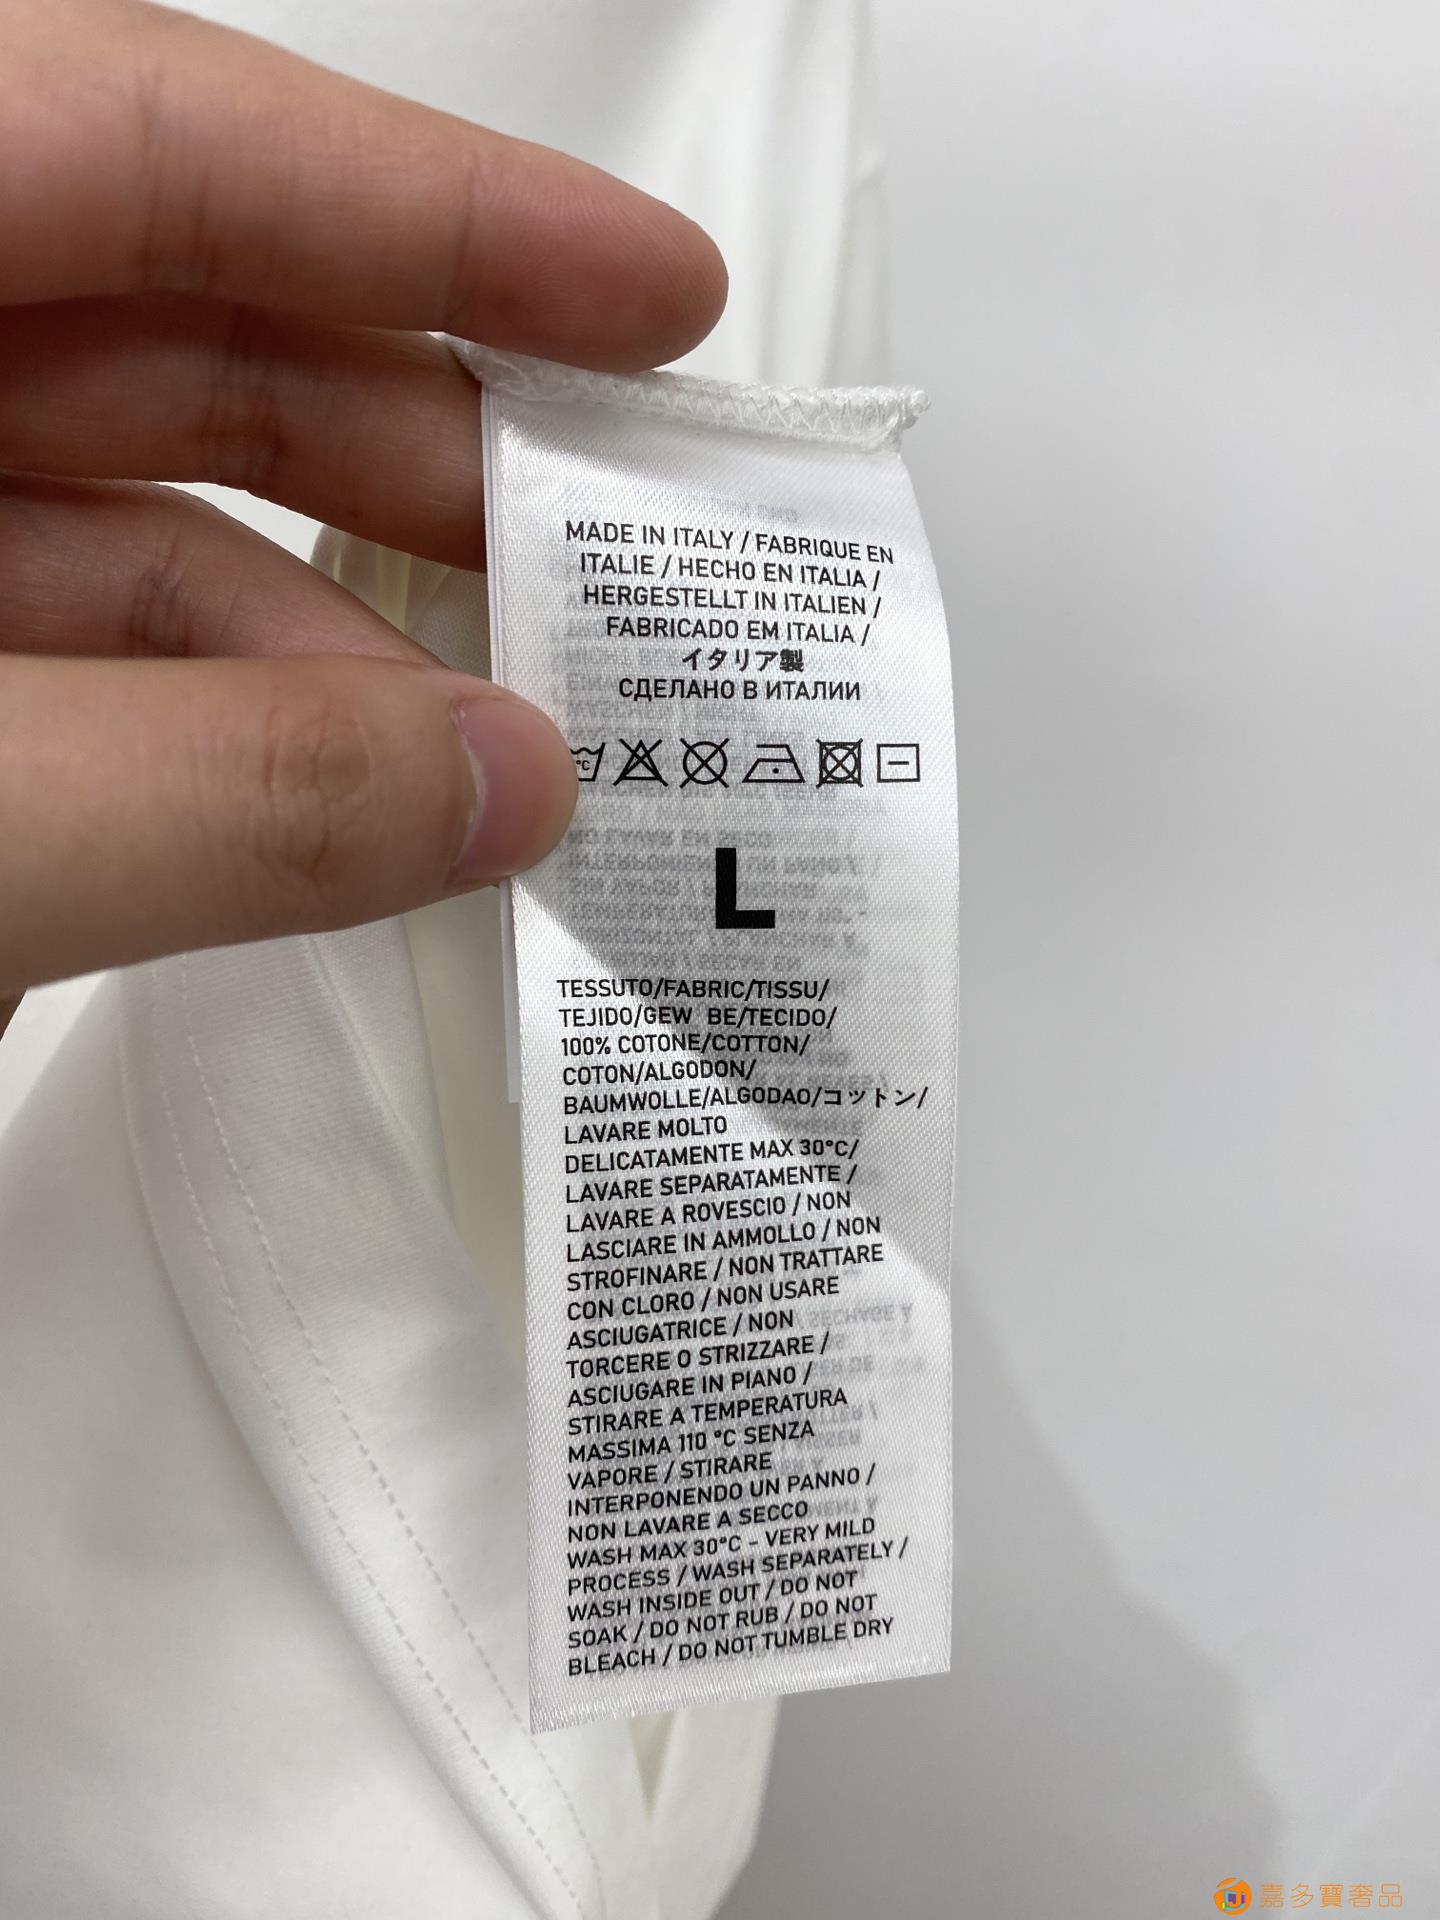 MADE IN ITALY / FABRIQUE EN
ITALIE / HECHO EN ITALIA /
HERGESTELLT IN ITALIEN /
FABRICADO EM ITALIA /
イタリア製
СДЕЛАНО В ИТАЛИИ
°C
L
TESSUTO/FABRIC/TISSU/
TEJIDO/GEW BE/TECIDO/
100% COTONE/COTTON/
COTON/ALGODON/
BAUMWOLLE/ALGODAO/コットン/
LAVARE MOLTO
DELICATAMENTE MAX 30°C/
LAVARE SEPARATAMENTE /
LAVARE A ROVESCIO / NON
LASCIARE IN AMMOLLO / NON
STROFINARE / NON TRATTARE
CON CLORO / NON USARE
ASCIUGATRICE / NON
TORCERE O STRIZZARE /
ASCIUGARE IN PIANO /
STIRARE A TEMPERATURA
MASSIMA 110 °C SENZA
VAPORE / STIRARE
INTERPONENDO UN PANNO /
NON LAVARE A SECCO
WASH MAX 30°C - VERY MILD
PROCESS / WASH SEPARATELY /
WASH INSIDE OUT / DO NOT
SOAK / DO NOT RUB / DO NOT
BLEACH / DO NOT TUMBLE DRY
嘉多寶奢品